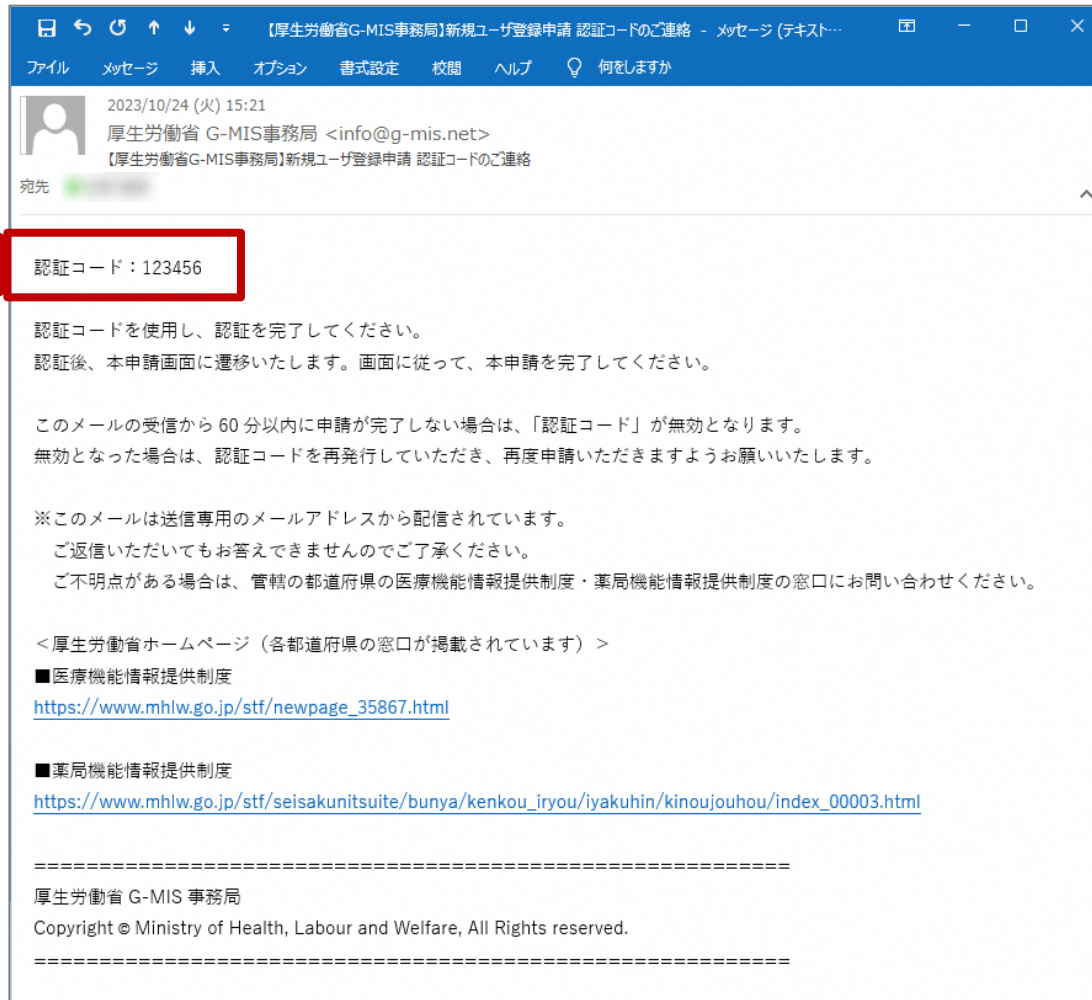 【厚生労働省G-MIS事務局】新規ユーザ登録申請 認証コードのご連絡 - メッセージ (テキスト…
ファイル メッセージ 挿入 オプション 書式設定 校閲 ヘルプ 何をしますか
2023/10/24 (火) 15:21
厚生労働省 G-MIS事務局 <info@g-mis.net>
【厚生労働省G-MIS事務局】新規ユーザ登録申請 認証コードのご連絡
宛先
認証コード：123456
認証コードを使用し、認証を完了してください。
認証後、本申請画面に遷移いたします。画面に従って、本申請を完了してください。
このメールの受信から 60 分以内に申請が完了しない場合は、「認証コード」が無効となります。
無効となった場合は、認証コードを再発行していただき、再度申請いただきますようお願いいたします。
※このメールは送信専用のメールアドレスから配信されています。
ご返信いただいてもお答えできませんのでご了承ください。
ご不明点がある場合は、管轄の都道府県の医療機能情報提供制度・薬局機能情報提供制度の窓口にお問い合わせください。
＜厚生労働省ホームページ（各都道府県の窓口が掲載されています）＞
■医療機能情報提供制度
https://www.mhlw.go.jp/stf/newpage_35867.html
■薬局機能情報提供制度
https://www.mhlw.go.jp/stf/seisakunitsuite/bunya/kenkou_iryou/iyakuhin/kinoujouhou/index_00003.html
==========================================================
厚生労働省 G-MIS 事務局
Copyright © Ministry of Health, Labour and Welfare, All Rights reserved.
==========================================================